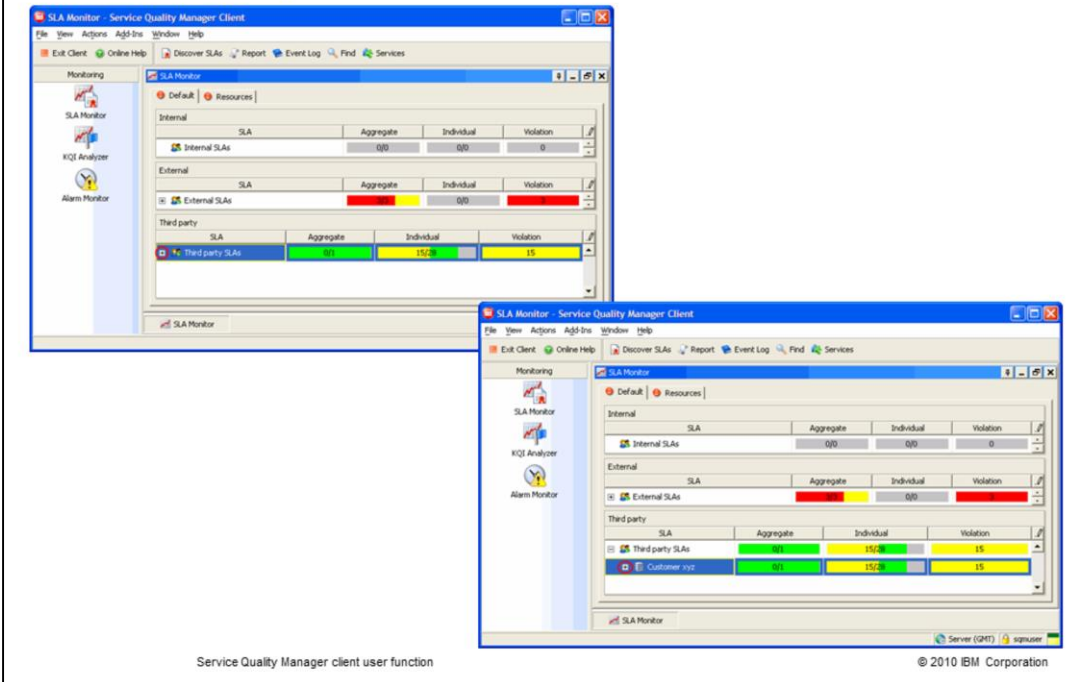 SLA Monitor - Service Quality Manager Client
File View Actions Add-Ins Window Help
Exit Client Online Help Discover SLAs Report Event Log Find Services
Monitoring
SLA Monitor
KQI Analyzer
Alarm Monitor
SLA Monitor
Default Resources
Internal
SLA Aggregate Individual Violation
Internal SLAs 0/0 0/0 0
External
SLA Aggregate Individual Violation
External SLAs 0/0
Third party
SLA Aggregate Individual Violation
Third party SLAs 0/1 15/28 15
SLA Monitor
SLA Monitor - Service Quality Manager Client
File View Actions Add-Ins Window Help
Exit Client Online Help Discover SLAs Report Event Log Find Services
Monitoring
SLA Monitor
KQI Analyzer
Alarm Monitor
SLA Monitor
Default Resources
Internal
SLA Aggregate Individual Violation
Internal SLAs 0/0 0/0 0
External
SLA Aggregate Individual Violation
External SLAs 0/0
Third party
SLA Aggregate Individual Violation
Third party SLAs 0/1 15/28 15
Customer xyz 0/1 15/28 15
SLA Monitor
Server (GMT) sqmuser
Service Quality Manager client user function
© 2010 IBM Corporation